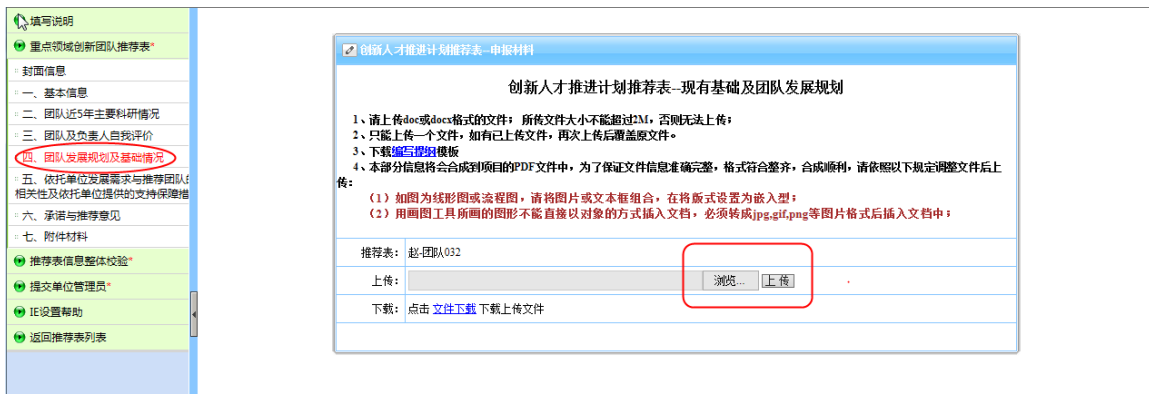 填写说明
重点领域创新团队推荐表*
封面信息
一、基本信息
二、团队近5年主要科研情况
三、团队及负责人自我评价
四、团队发展规划及基础情况
五、依托单位发展需求与推荐团队的
相关性及依托单位提供的支持保障措
六、承诺与推荐意见
七、附件材料
推荐表信息整体校验*
提交单位管理员*
IE设置帮助
返回推荐表列表
创新人才推进计划推荐表--申报材料
创新人才推进计划推荐表--现有基础及团队发展规划
1、请上传doc或docx格式的文件； 所传文件大小不能超过2M，否则无法上传；
2、只能上传一个文件，如有已上传文件，再次上传后覆盖原文件。
3、下载编写提纲模板
4、本部分信息将会合成到项目的PDF文件中，为了保证文件信息准确完整，格式符合整齐，合成顺利，请依照以下规定调整文件后上
传：
（1）如图为线形图或流程图，请将图片或文本框组合，在将版式设置为嵌入型；
（2）用画图工具所画的图形不能直接以对象的方式插入文档，必须转成jpg,gif,png等图片格式后插入文档中；
推荐表： 赵-团队032
上传： 浏览... 上 传
下载： 点击 文件下载 下载上传文件